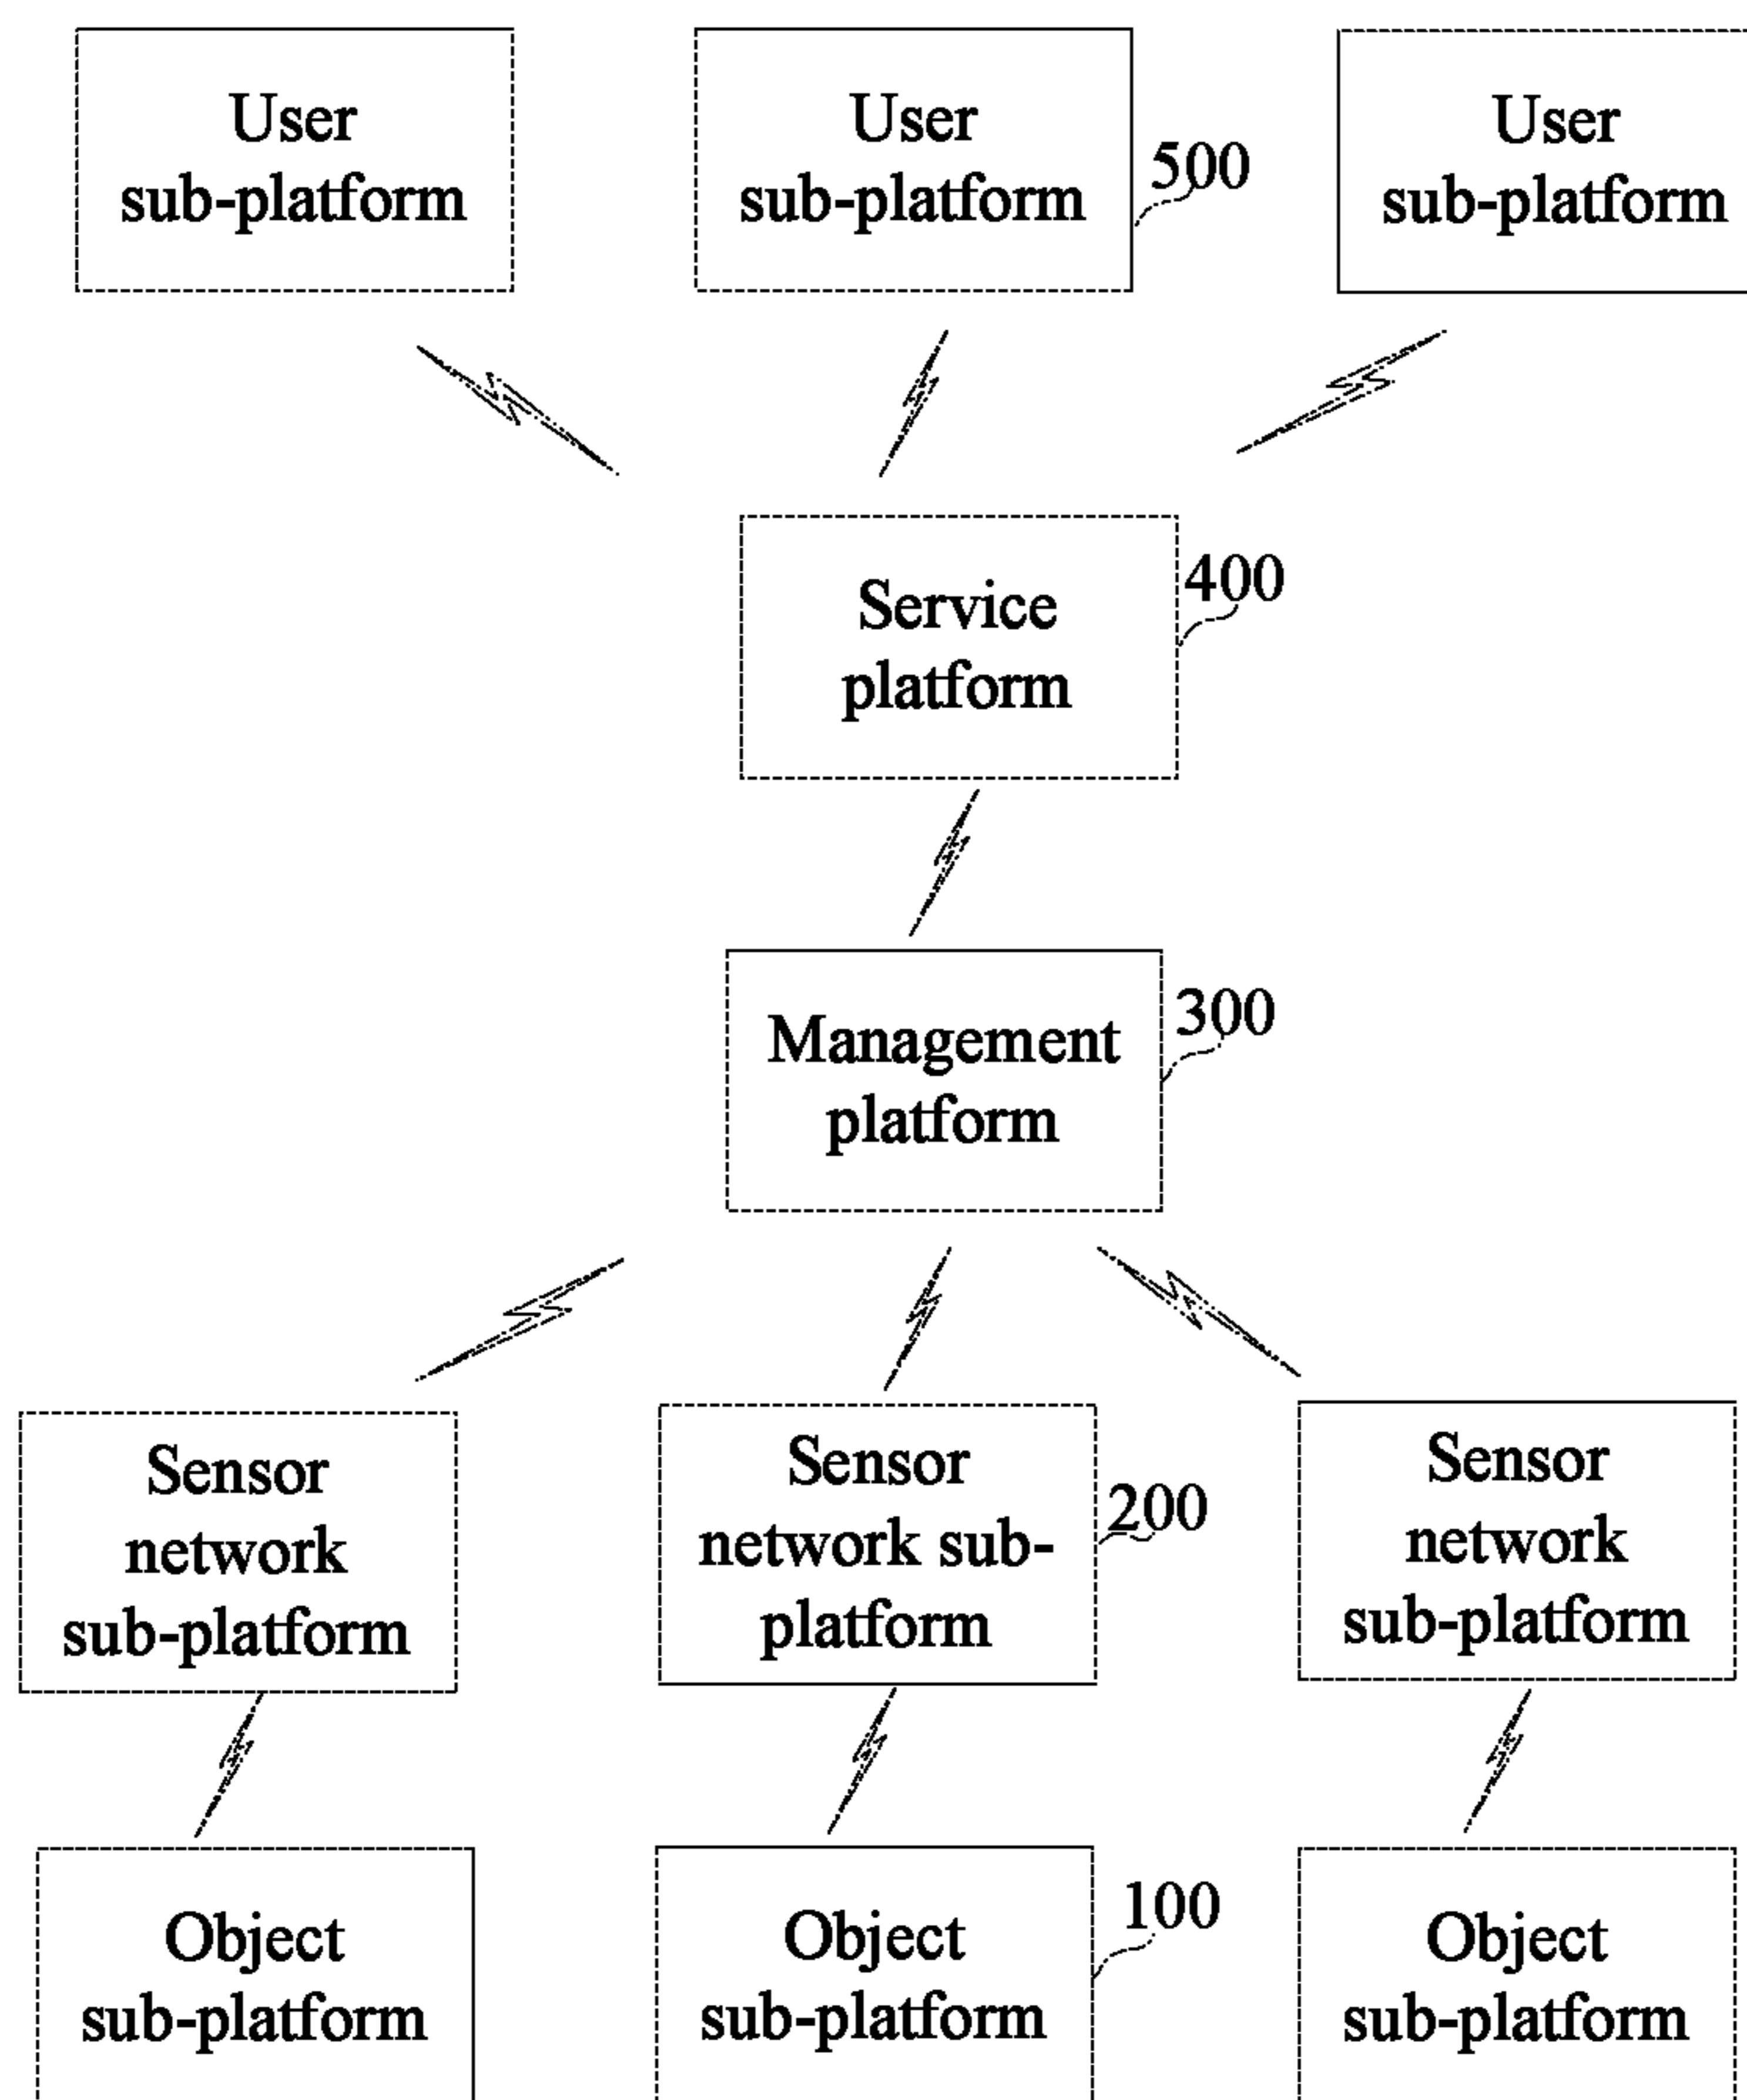 User
sub-platform
User
sub-platform
500
User
sub-platform
Service
platform
400
Management
platform
300
Sensor
network
sub-platform
Sensor
network sub-
platform
200
Sensor
network
sub-platform
Object
sub-platform
Object
sub-platform
100
Object
sub-platform